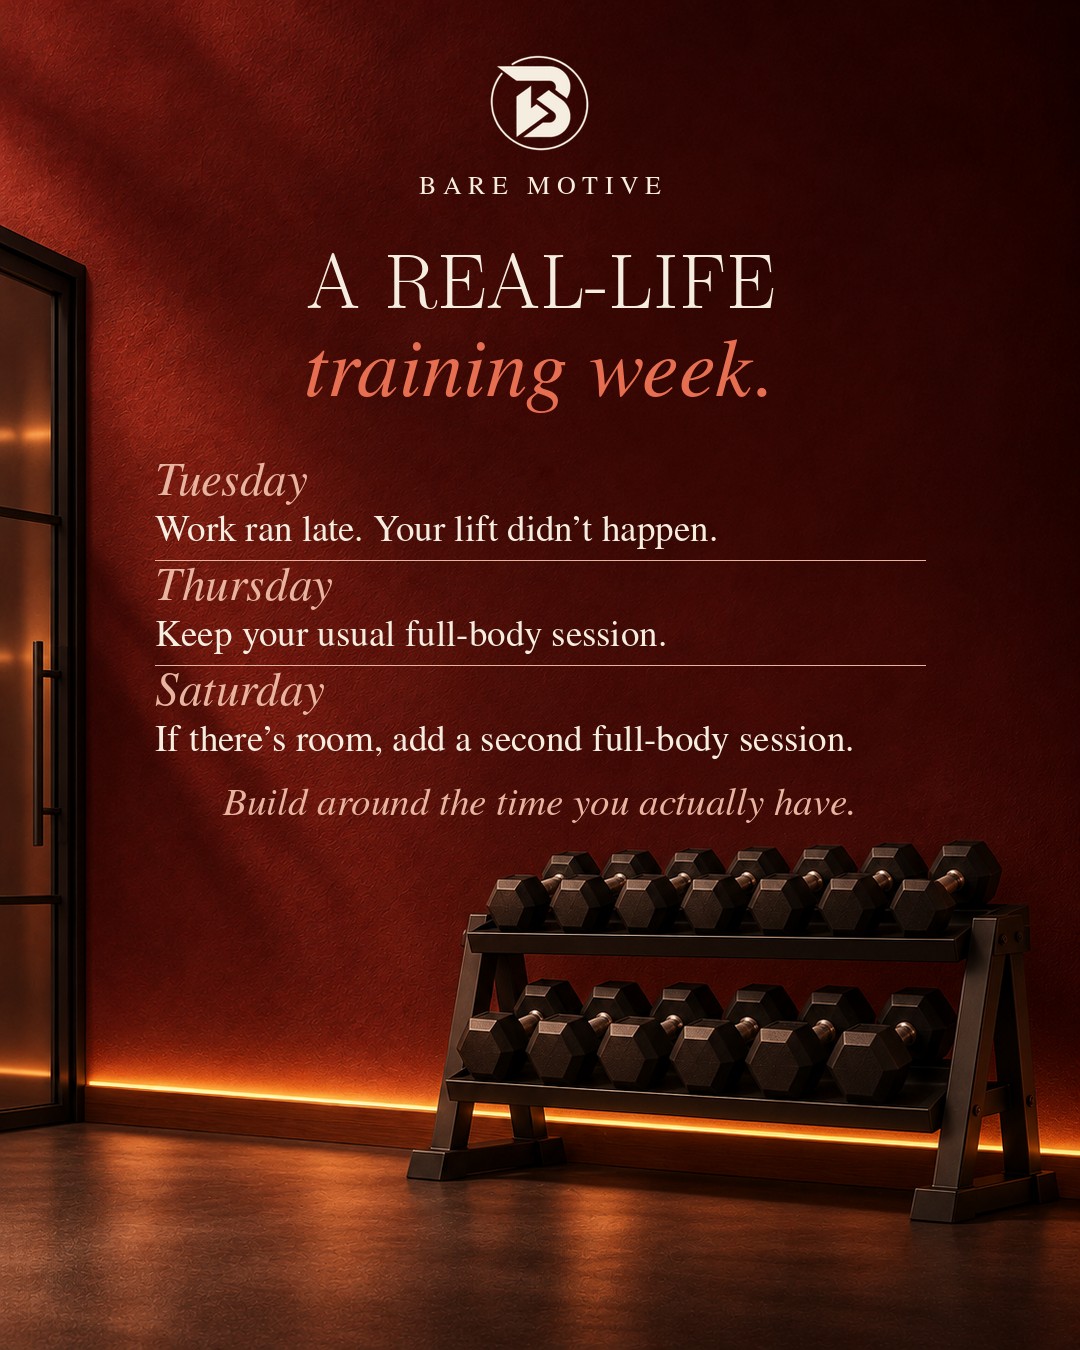 BARE MOTIVE
A REAL-LIFE
training week.
Tuesday
Work ran late. Your lift didn’t happen.
Thursday
Keep your usual full-body session.
Saturday
If there’s room, add a second full-body session.
Build around the time you actually have.